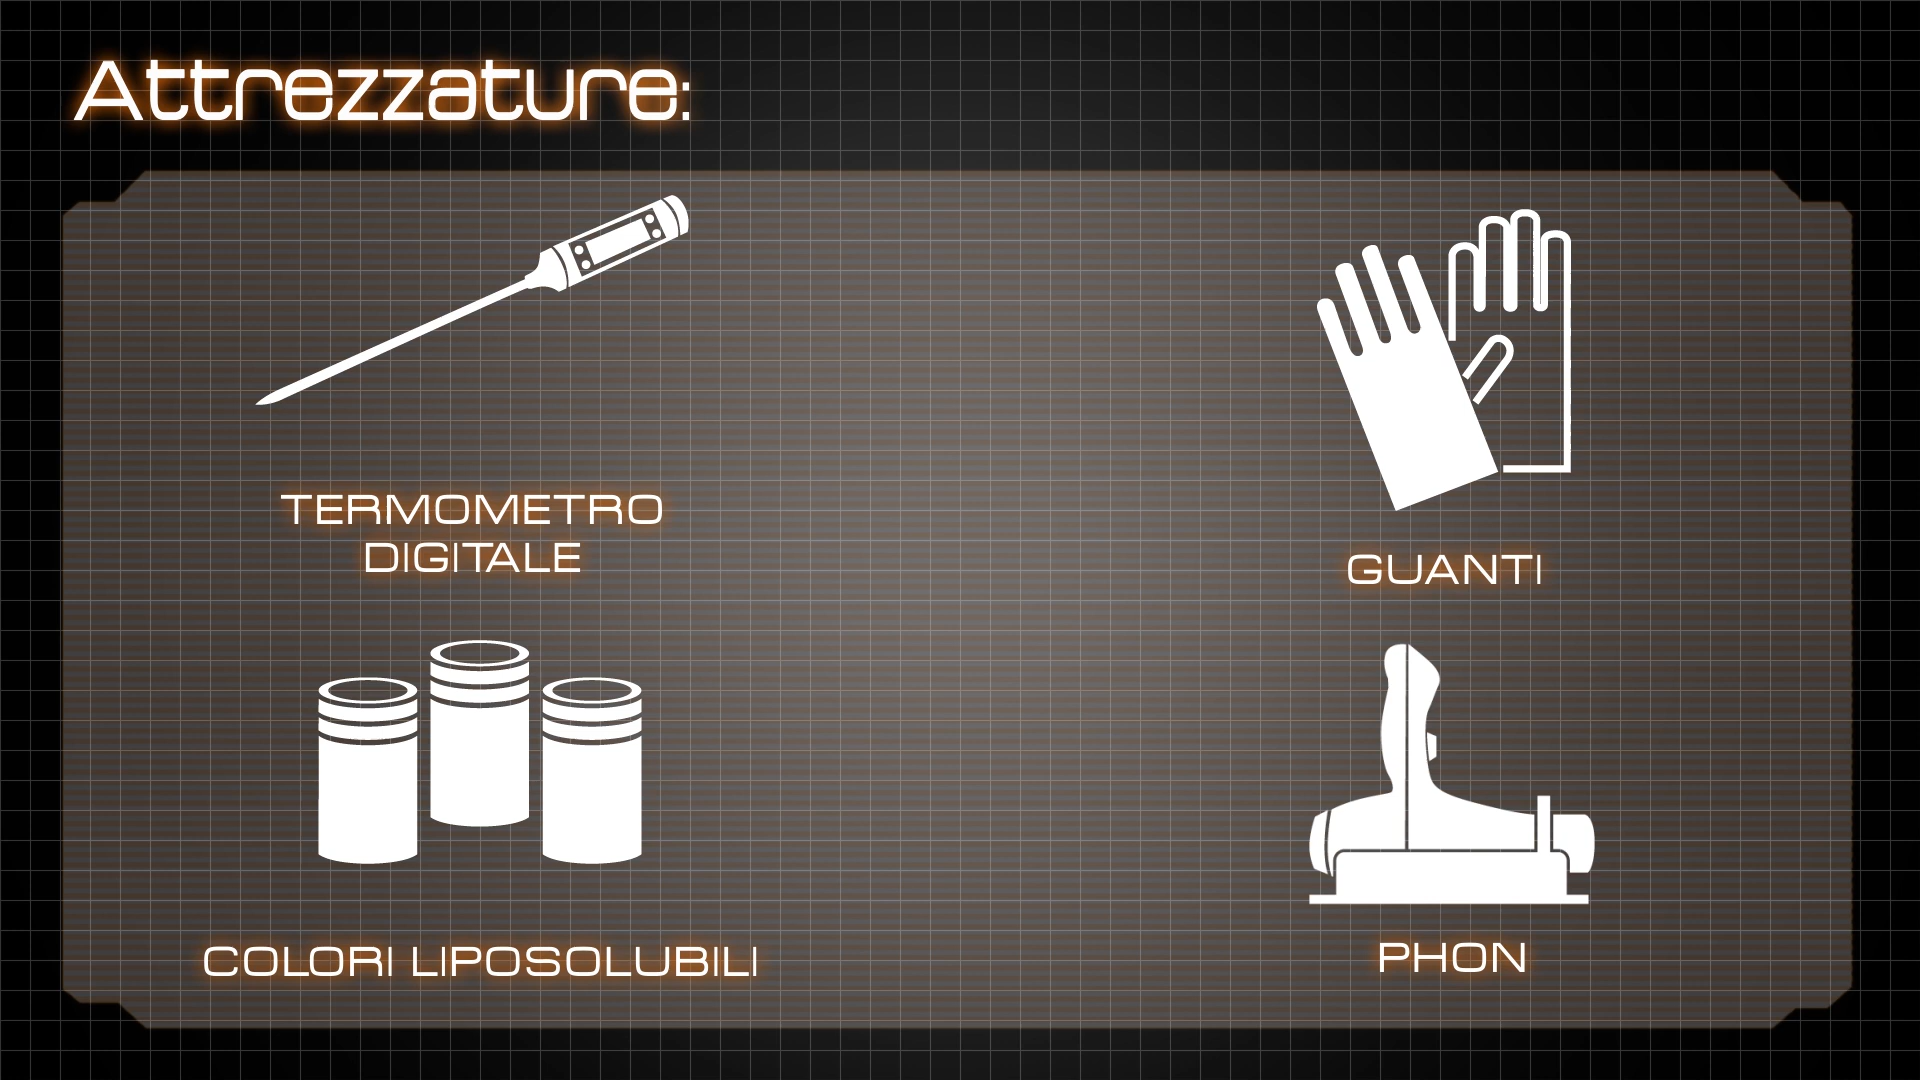 Attrezzature:
TERMOMETRO
DIGITALE
GUANTI
COLORI LIPOSOLUBILI
PHON